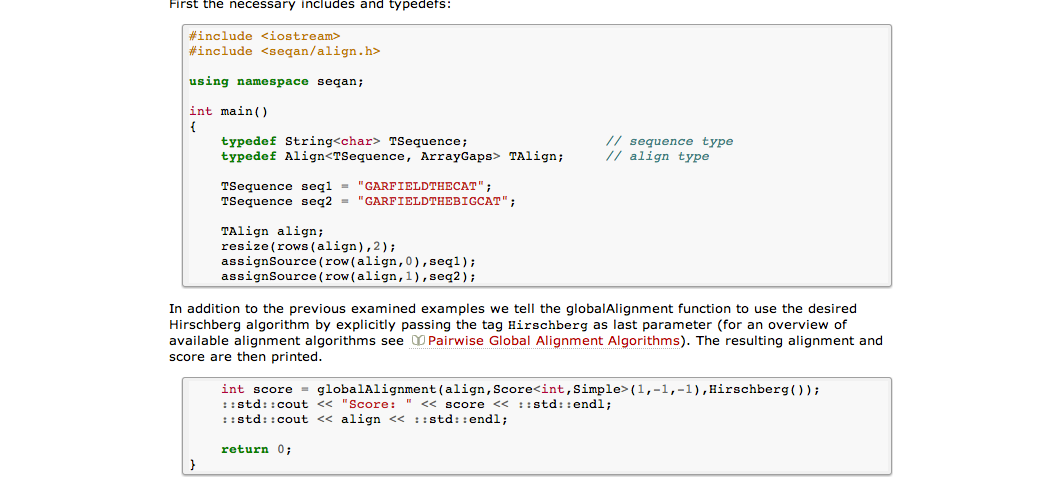 First the necessary includes and typedefs:
#include <iostream>
#include <seqan/align.h>
using namespace seqan;
int main()
{
typedef String<char> TSequence; // sequence type
typedef Align<TSequence, ArrayGaps> TAlign; // align type
TSequence seq1 = "GARFIELDTHECAT";
TSequence seq2 = "GARFIELDTHEBIGCAT";
TAlign align;
resize(rows(align),2);
assignSource(row(align,0),seq1);
assignSource(row(align,1),seq2);
In addition to the previous examined examples we tell the globalAlignment function to use the desired
Hirschberg algorithm by explicitly passing the tag Hirschberg as last parameter (for an overview of
available alignment algorithms see Pairwise Global Alignment Algorithms). The resulting alignment and
score are then printed.
int score = globalAlignment(align,Score<int,Simple>(1,-1,-1),Hirschberg());
::std::cout << "Score: " << score << ::std::endl;
::std::cout << align << ::std::endl;
return 0;
}